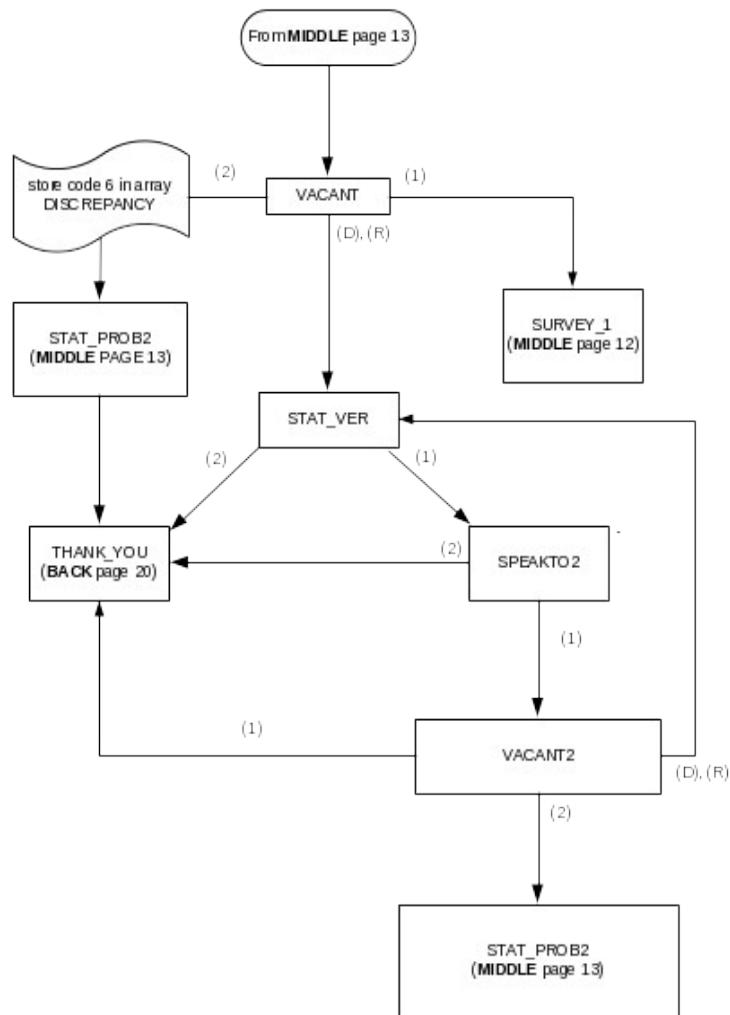 From MIDDLE page 13
(2)
(1)
store code 6 in array
DISCREPANCY
VACANT
(D), (R)
STAT_PROB2
(MIDDLE PAGE 13)
SURVEY_1
(MIDDLE page 12)
STAT_VER
(2)
(1)
THANK_YOU
(BACK page 20)
(2)
SPEAKTO2
(1)
(1)
VACANT2
(D), (R)
(2)
STAT_PROB2
(MIDDLE page 13)